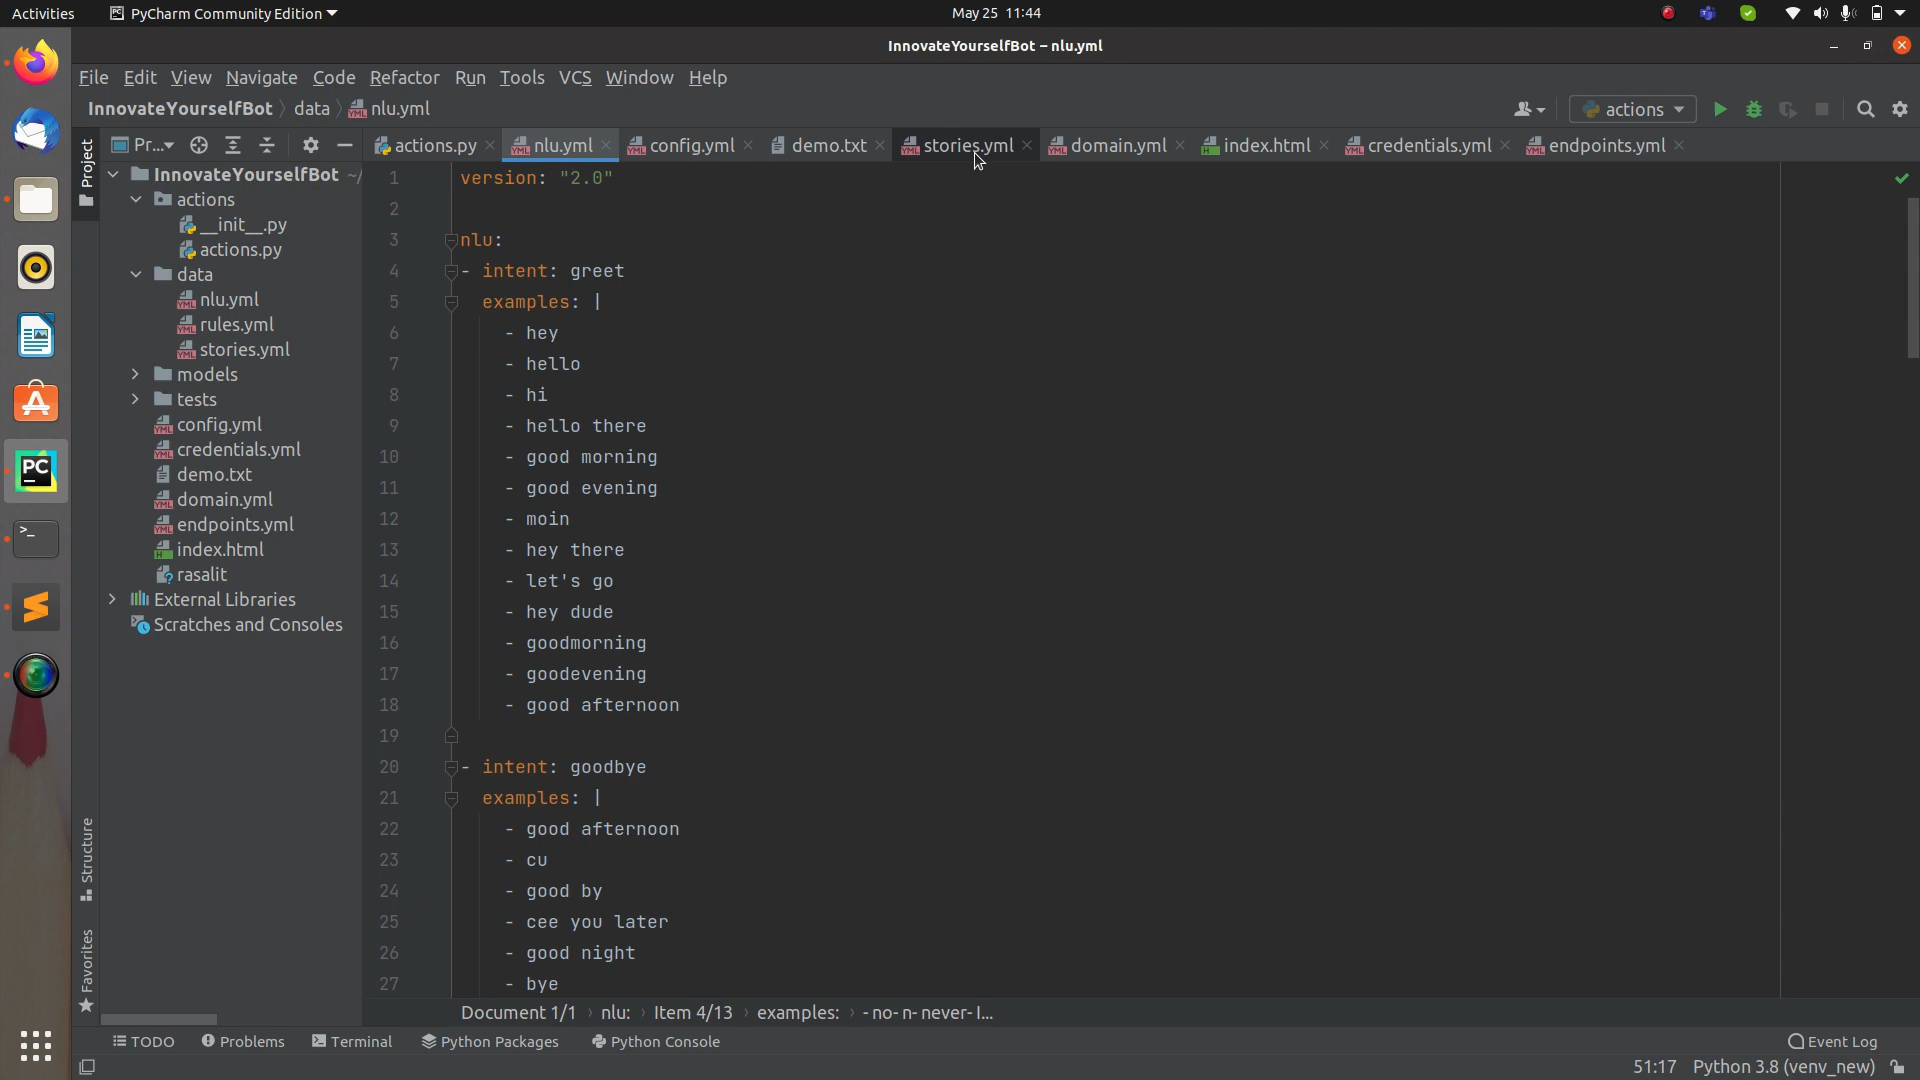 Activities PyCharm Community Edition May 25 11:44
InnovateYourselfBot – nlu.yml
File Edit View Navigate Code Refactor Run Tools VCS Window Help
InnovateYourselfBot data nlu.yml actions
Project Pr... actions.py nlu.yml config.yml demo.txt stories.yml domain.yml index.html credentials.yml endpoints.yml
InnovateYourselfBot ~/
actions
__init__.py
actions.py
data
nlu.yml
rules.yml
stories.yml
models
tests
config.yml
credentials.yml
demo.txt
domain.yml
endpoints.yml
index.html
rasalit
External Libraries
Scratches and Consoles
Structure
Favorites
1 version: "2.0"
2
3 nlu:
4 - intent: greet
5 examples: |
6 - hey
7 - hello
8 - hi
9 - hello there
10 - good morning
11 - good evening
12 - moin
13 - hey there
14 - let's go
15 - hey dude
16 - goodmorning
17 - goodevening
18 - good afternoon
19
20 - intent: goodbye
21 examples: |
22 - good afternoon
23 - cu
24 - good by
25 - cee you later
26 - good night
27 - bye
Document 1/1 › nlu: › Item 4/13 › examples: › - no- n- never- I...
TODO Problems Terminal Python Packages Python Console Event Log
51:17 Python 3.8 (venv_new)